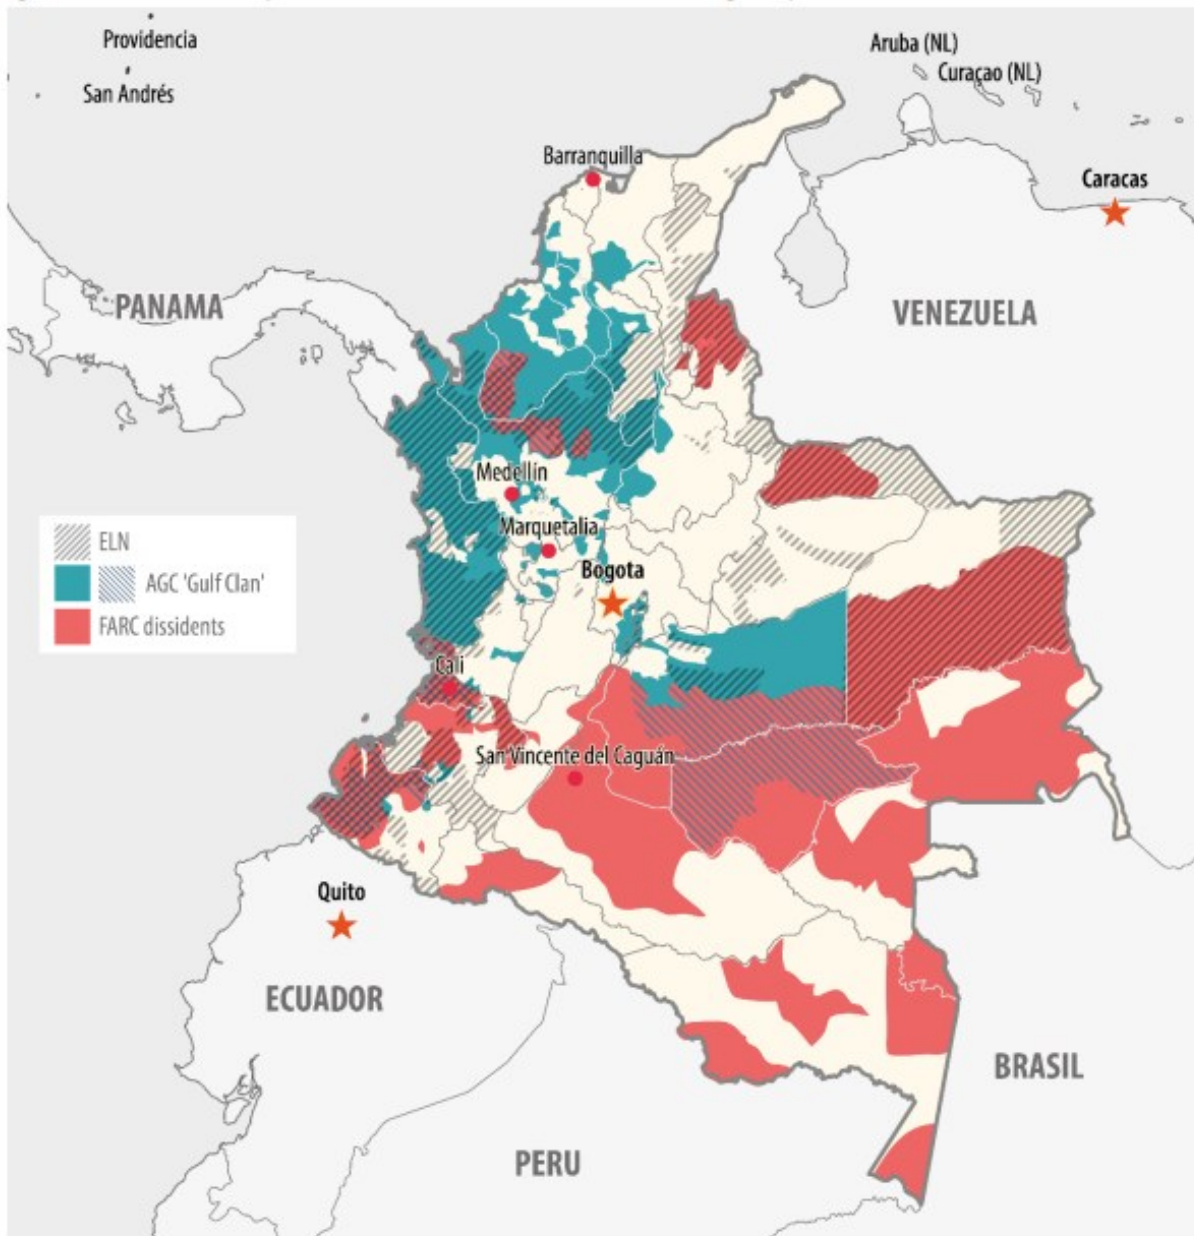 Providencia
San Andrés
Aruba (NL)
Curaçao (NL)
Barranquilla
Caracas
PANAMA
VENEZUELA
Medellín
Marquetalia
Bogota
ELN
AGC 'Gulf Clan'
FARC dissidents
Cali
San Vincente del Caguán
Quito
ECUADOR
BRASIL
PERU